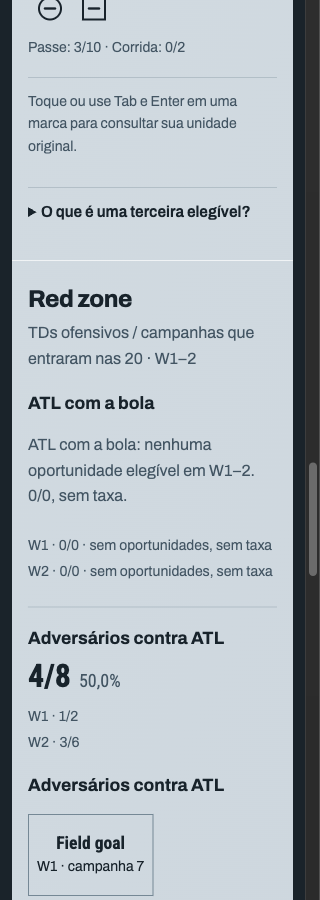 Passe: 3/10 · Corrida: 0/2
Toque ou use Tab e Enter em uma
marca para consultar sua unidade
original.
▶ O que é uma terceira elegível?
Red zone
TDs ofensivos / campanhas que
entraram nas 20 · W1–2
ATL com a bola
ATL com a bola: nenhuma
oportunidade elegível em W1–2.
0/0, sem taxa.
W1 · 0/0 · sem oportunidades, sem taxa
W2 · 0/0 · sem oportunidades, sem taxa
Adversários contra ATL
4/8 50,0%
W1 · 1/2
W2 · 3/6
Adversários contra ATL
Field goal
W1 · campanha 7